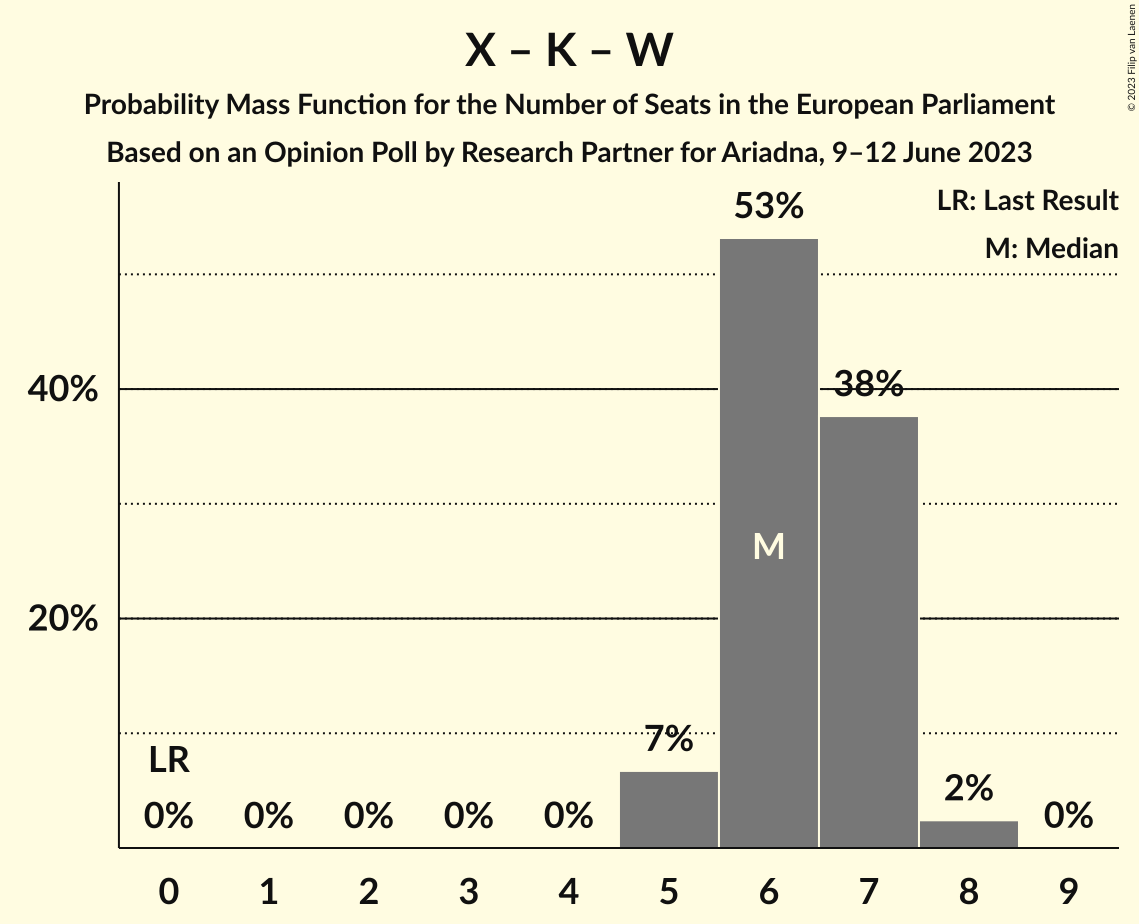 X – K – W
Probability Mass Function for the Number of Seats in the European Parliament
Based on an Opinion Poll by Research Partner for Ariadna, 9–12 June 2023
© 2023 Filip van Laenen
LR: Last Result
M: Median
53%
40%
38%
M
20%
7%
LR
2%
0% 0% 0% 0% 0% 0%
0 1 2 3 4 5 6 7 8 9